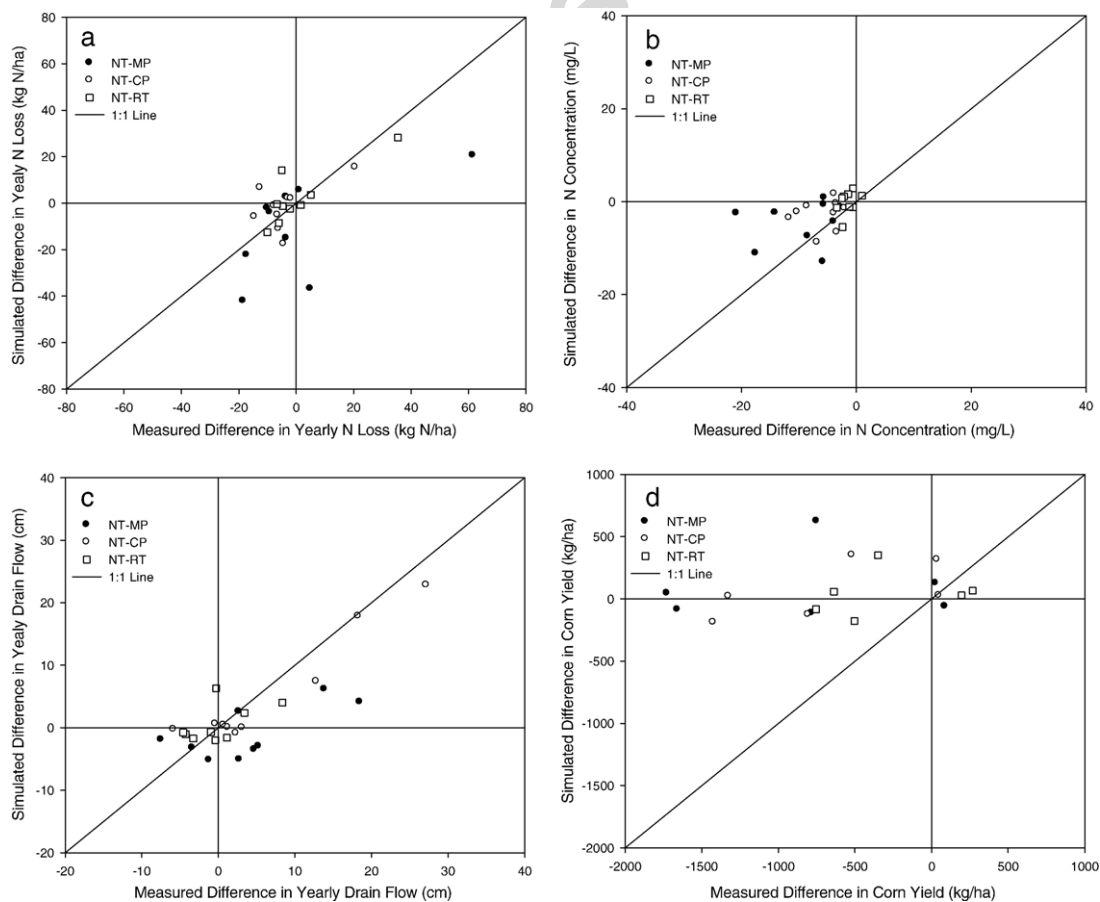 a
NT-MP
NT-CP
NT-RT
1:1 Line
80
60
40
20
0
-20
-40
-60
-80
-80 -60 -40 -20 0 20 40 60 80
Simulated Difference in Yealy N Loss (kg N/ha)
Measured Difference in Yearly N Loss (kg N/ha)
b
NT-MP
NT-CP
NT-RT
1:1 Line
40
20
0
-20
-40
-40 -20 0 20 40
Simulated Difference in N Concentration (mg/L)
Measured Difference in N Concentration (mg/L)
c
NT-MP
NT-CP
NT-RT
1:1 Line
40
30
20
10
0
-10
-20
-20 -10 0 10 20 30 40
Simulated Difference in Yealy Drain Flow (cm)
Measured Difference in Yearly Drain Flow (cm)
d
NT-MP
NT-CP
NT-RT
1:1 Line
1000
500
0
-500
-1000
-1500
-2000
-2000 -1500 -1000 -500 0 500 1000
Simulated Difference in Corn Yield (kg/ha)
Measured Difference in Corn Yield (kg/ha)